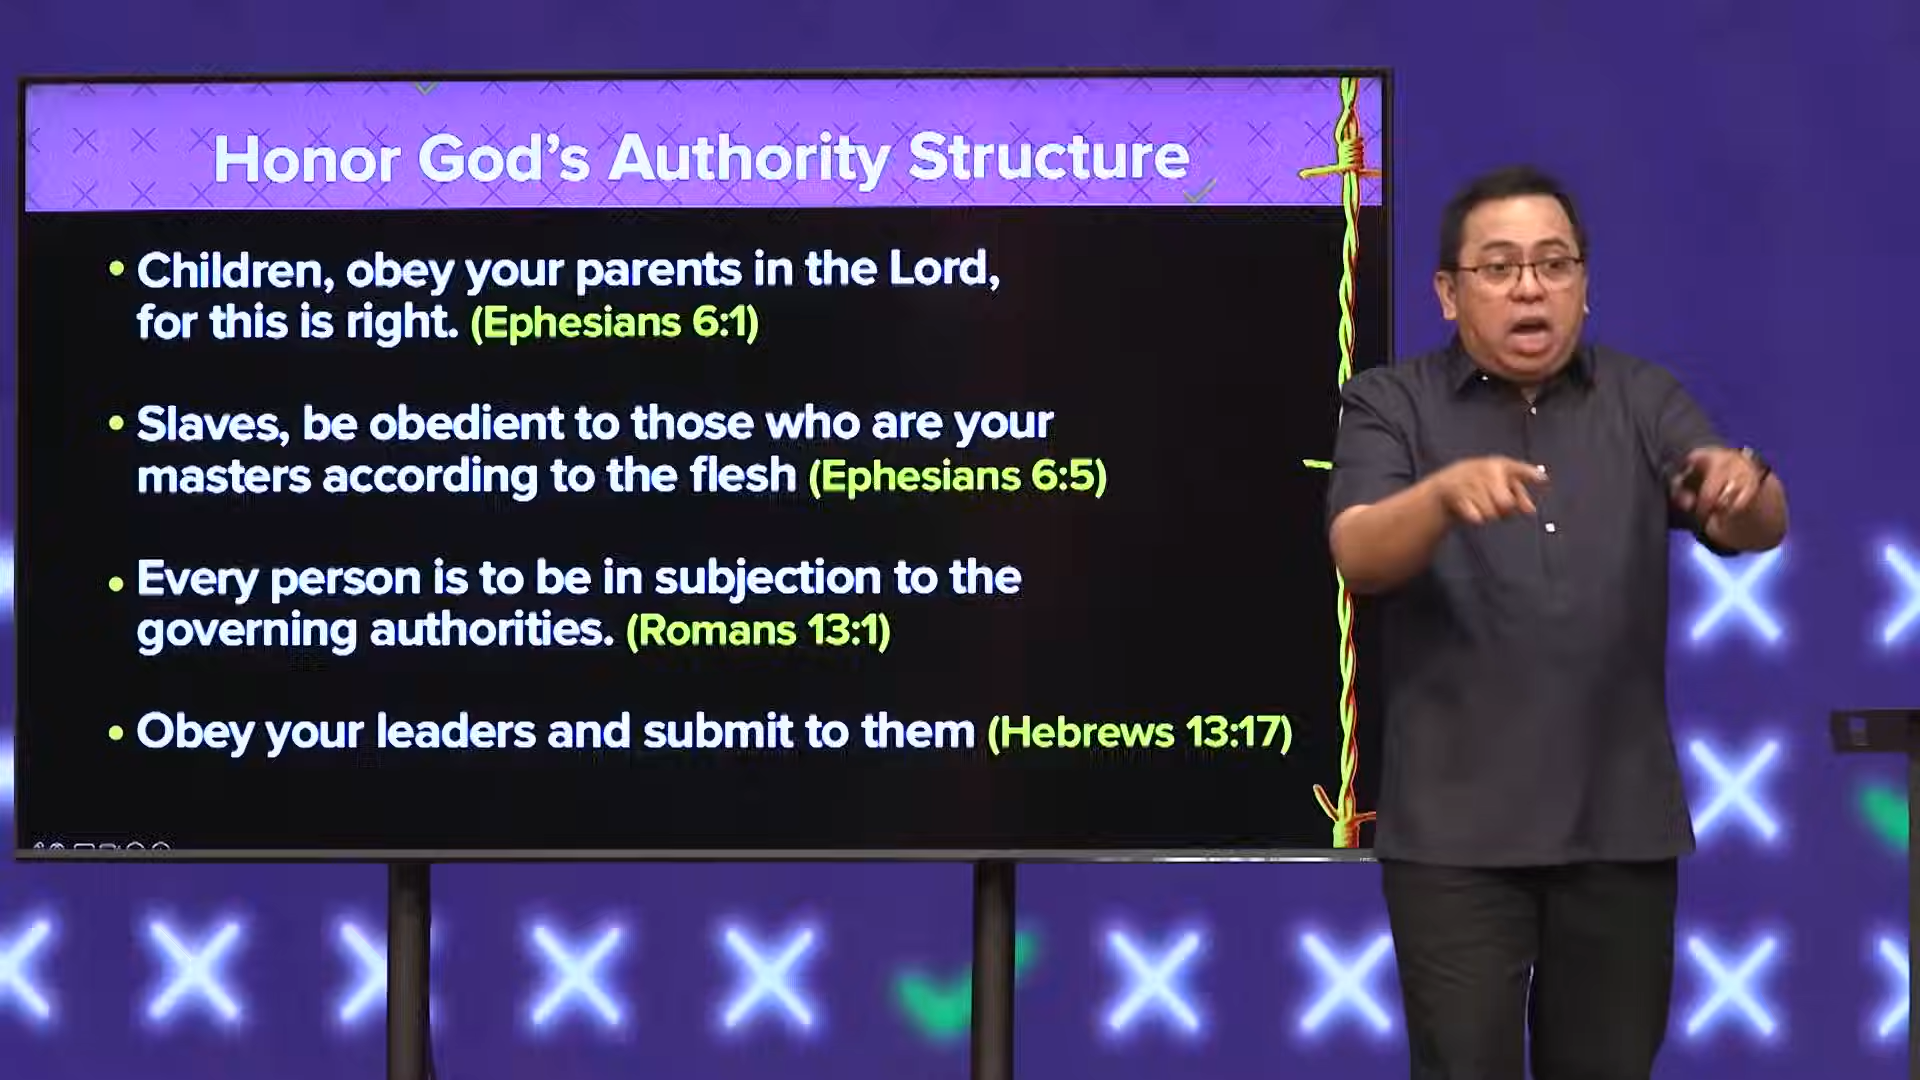 Honor God's Authority Structure
• Children, obey your parents in the Lord,
for this is right. (Ephesians 6:1)
• Slaves, be obedient to those who are your
masters according to the flesh (Ephesians 6:5)
• Every person is to be in subjection to the
governing authorities. (Romans 13:1)
• Obey your leaders and submit to them (Hebrews 13:17)